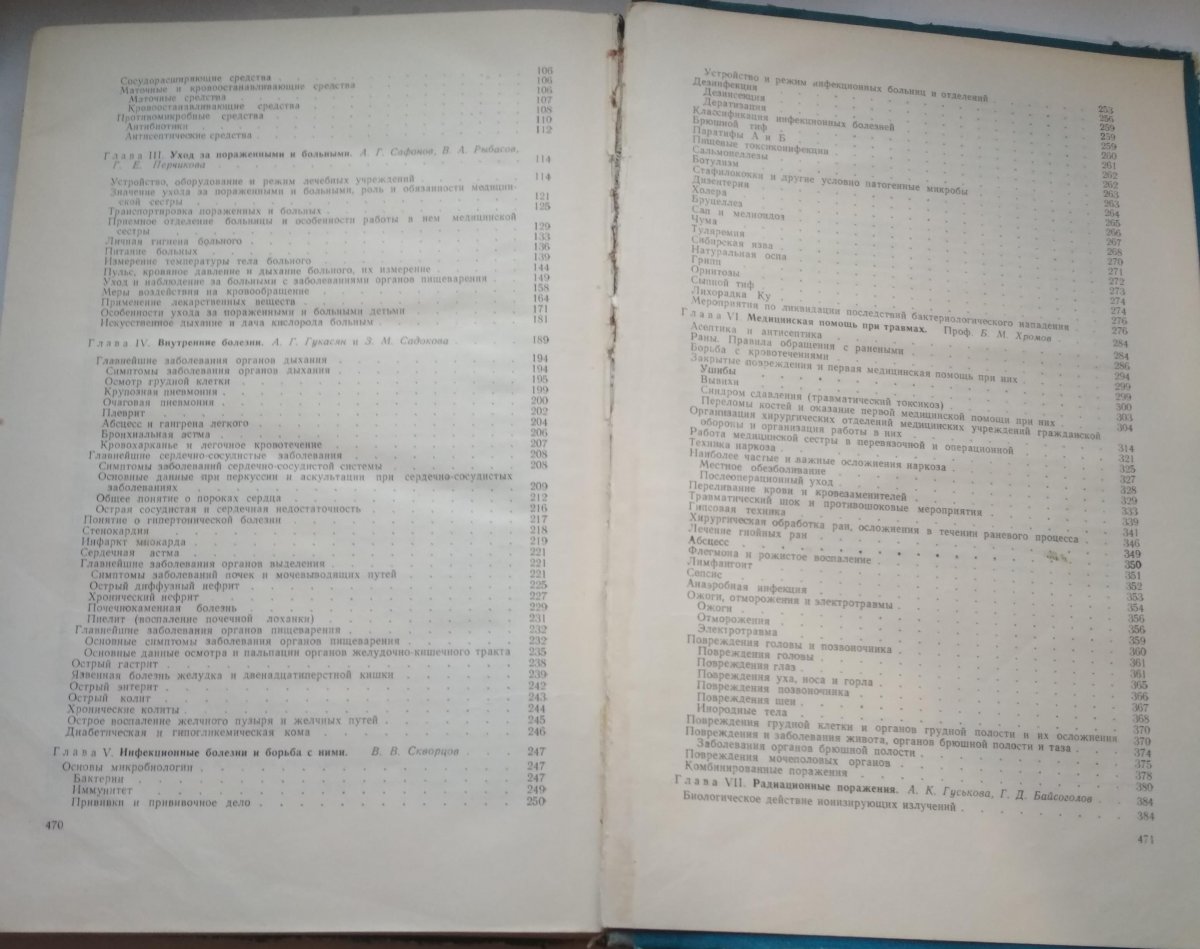 Сосудорасширяющие средства . . . 106
Маточные и кровоостанавливающие средства . . . 106
Маточные средства . . . 106
Кровоостанавливающие средства . . . 107
Противомикробные средства . . . 108
Антибиотики . . . 110
Антисептические средства . . . 112
Глава III. Уход за пораженными и больными. А. Г. Сафонов, В. А. Рыбасов,
Г. Е. Перчикова . . . 114
Устройство, оборудование и режим лечебных учреждений . . . 114
Значение ухода за пораженными и больными, роль и обязанности медицин-
ской сестры . . . 121
Транспортировка пораженных и больных . . . 125
Приемное отделение больницы и особенности работы в нем медицинской
сестры . . . 129
Личная гигиена больного . . . 133
Питание больных . . . 136
Измерение температуры тела больного . . . 139
Пульс, кровяное давление и дыхание больного, их измерение . . . 144
Уход и наблюдение за больными с заболеваниями органов пищеварения 149
Меры воздействия на кровообращение . . . 158
Применение лекарственных веществ . . . 164
Особенности ухода за пораженными и больными детьми . . . 171
Искусственное дыхание и дача кислорода больным . . . 181
Глава IV. Внутренние болезни. А. Г. Гукасян и З. М. Садокова 189
Главнейшие заболевания органов дыхания . . . 194
Симптомы заболеваний органов дыхания . . . 194
Осмотр грудной клетки . . . 195
Крупозная пневмония . . . 199
Очаговая пневмония . . . 200
Плеврит . . . 202
Абсцесс и гангрена легкого . . . 204
Бронхиальная астма . . . 206
Кровохарканье и легочное кровотечение . . . 207
Главнейшие сердечно-сосудистые заболевания . . . 208
Симптомы заболеваний сердечно-сосудистой системы . . . 208
Основные данные при перкуссии и аскультации при сердечно-сосудистых
заболеваниях . . . 209
Общее понятие о пороках сердца . . . 212
Острая сосудистая и сердечная недостаточность . . . 216
Понятие о гипертонической болезни . . . 217
Стенокардия . . . 218
Инфаркт миокарда . . . 219
Сердечная астма . . . 221
Главнейшие заболевания органов выделения . . . 221
Симптомы заболеваний почек и мочевыводящих путей . . . 221
Острый диффузный нефрит . . . 225
Хронический нефрит . . . 227
Почечнокаменная болезнь . . . 229
Пиелит (воспаление почечной лоханки) . . . 231
Главнейшие заболевания органов пищеварения . . . 232
Основные симптомы заболевания органов пищеварения . . . 232
Основные данные осмотра и пальпации органов желудочно-кишечного тракта 235
Острый гастрит . . . 238
Язвенная болезнь желудка и двенадцатиперстной кишки . . . 239
Острый энтерит . . . 242
Острый колит . . . 243
Хронические колиты . . . 244
Острое воспаление желчного пузыря и желчных путей . . . 245
Диабетическая и гипогликемическая кома . . . 246
Глава V. Инфекционные болезни и борьба с ними. В. В. Скворцов . . . 247
Основы микробиологии . . . 247
Бактерии . . . 247
Иммунитет . . . 249
Прививки и прививочное дело . . . 250
470
Устройство и режим инфекционных больниц и отделений . . . 253
Дезинфекция . . . 256
Дезинсекция . . . 259
Дератизация . . . 259
Классификация инфекционных болезней . . . 259
Брюшной тиф . . . 260
Паратифы А и Б . . . 261
Пищевые токсикоинфекции . . . 262
Сальмонеллезы . . . 262
Ботулизм . . . 263
Стафилококки и другие условно патогенные микробы . . . 263
Дизентерия . . . 264
Холера . . . 265
Бруцеллез . . . 266
Сап и мелиоидоз . . . 267
Чума . . . 268
Туляремия . . . 270
Сибирская язва . . . 271
Натуральная оспа . . . 272
Грипп . . . 273
Орнитозы . . . 274
Сыпной тиф . . . 274
Лихорадка Ку . . . 276
Мероприятия по ликвидации последствий бактериологического нападения 276
Глава VI. Медицинская помощь при травмах. Проф. Б. М. Хромов 284
Асептика и антисептика . . . 284
Раны. Правила обращения с ранеными . . . 286
Борьба с кровотечениями . . . 294
Закрытые повреждения и первая медицинская помощь при них . . . 299
Ушибы . . . 299
Вывихи . . . 300
Синдром сдавления (травматический токсикоз) . . . 303
Переломы костей и оказание первой медицинской помощи при них . . . 304
Организация хирургических отделений медицинских учреждений гражданской
обороны и организация работы в них . . . 314
Работа медицинской сестры в перевязочной и операционной . . . 321
Техника наркоза . . . 325
Наиболее частые и важные осложнения наркоза . . . 327
Местное обезболивание . . . 328
Послеоперационный уход . . . 329
Переливание крови и кровезаменителей . . . 333
Травматический шок и противошоковые мероприятия . . . 339
Гипсовая техника . . . 341
Хирургическая обработка ран, осложнения в течении раневого процесса . . . 346
Лечение гнойных ран . . . 349
Абсцесс . . . 350
Флегмона и рожистое воспаление . . . 351
Лимфангоит . . . 352
Сепсис . . . 353
Анаэробная инфекция . . . 354
Ожоги, отморожения и электротравмы . . . 356
Ожоги . . . 356
Отморожения . . . 359
Электротравма . . . 360
Повреждения головы и позвоночника . . . 361
Повреждения головы . . . 361
Повреждения глаз . . . 365
Повреждения уха, носа и горла . . . 366
Повреждения позвоночника . . . 367
Повреждения шеи . . . 368
Инородные тела . . . 370
Повреждения грудной клетки и органов грудной полости и их осложнения 370
Повреждения и заболевания живота, органов брюшной полости и таза . . . 374
Заболевания органов брюшной полости . . . 375
Повреждения мочеполовых органов . . . 378
Комбинированные поражения . . . 380
Глава VII. Радиационные поражения. А. К. Гуськова, Г. Д. Байсоголов . . . 384
Биологическое действие ионизирующих излучений . . . 384
471